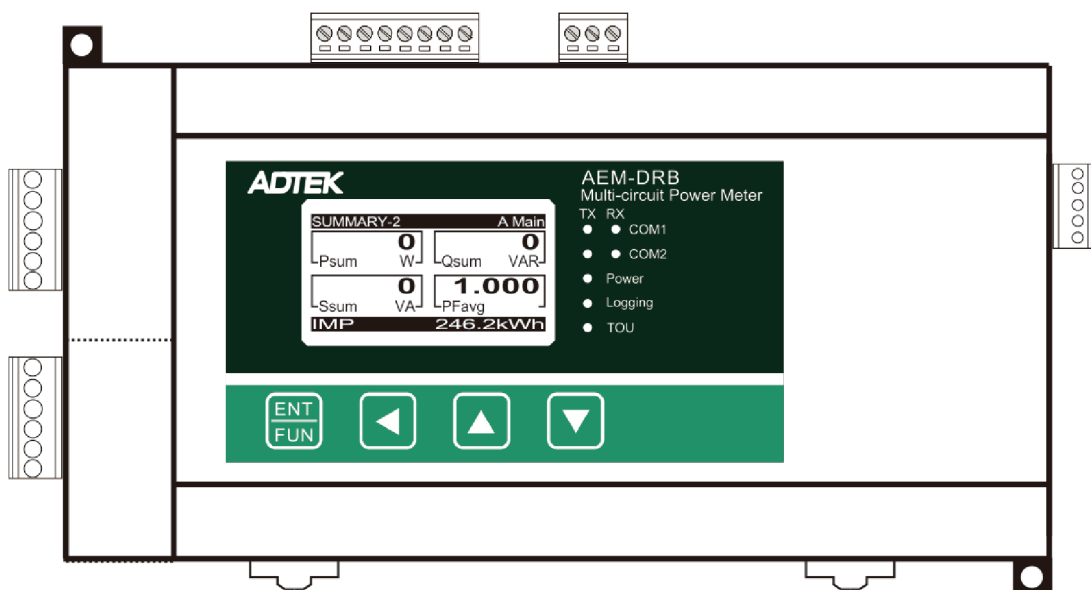 ADTEK
AEM-DRB
Multi-circuit Power Meter
TX RX
COM1
COM2
Power
Logging
TOU
SUMMARY-2 A Main
0 0
Psum W Qsum VAR
0 1.000
Ssum VA PFavg
IMP 246.2kWh
ENT
FUN